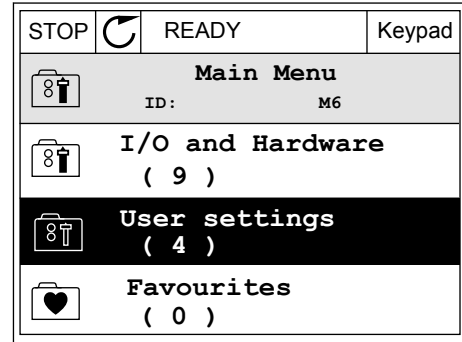 STOP READY Keypad
Main Menu
ID: M6
I/O and Hardware
( 9 )
User settings
( 4 )
Favourites
( 0 )